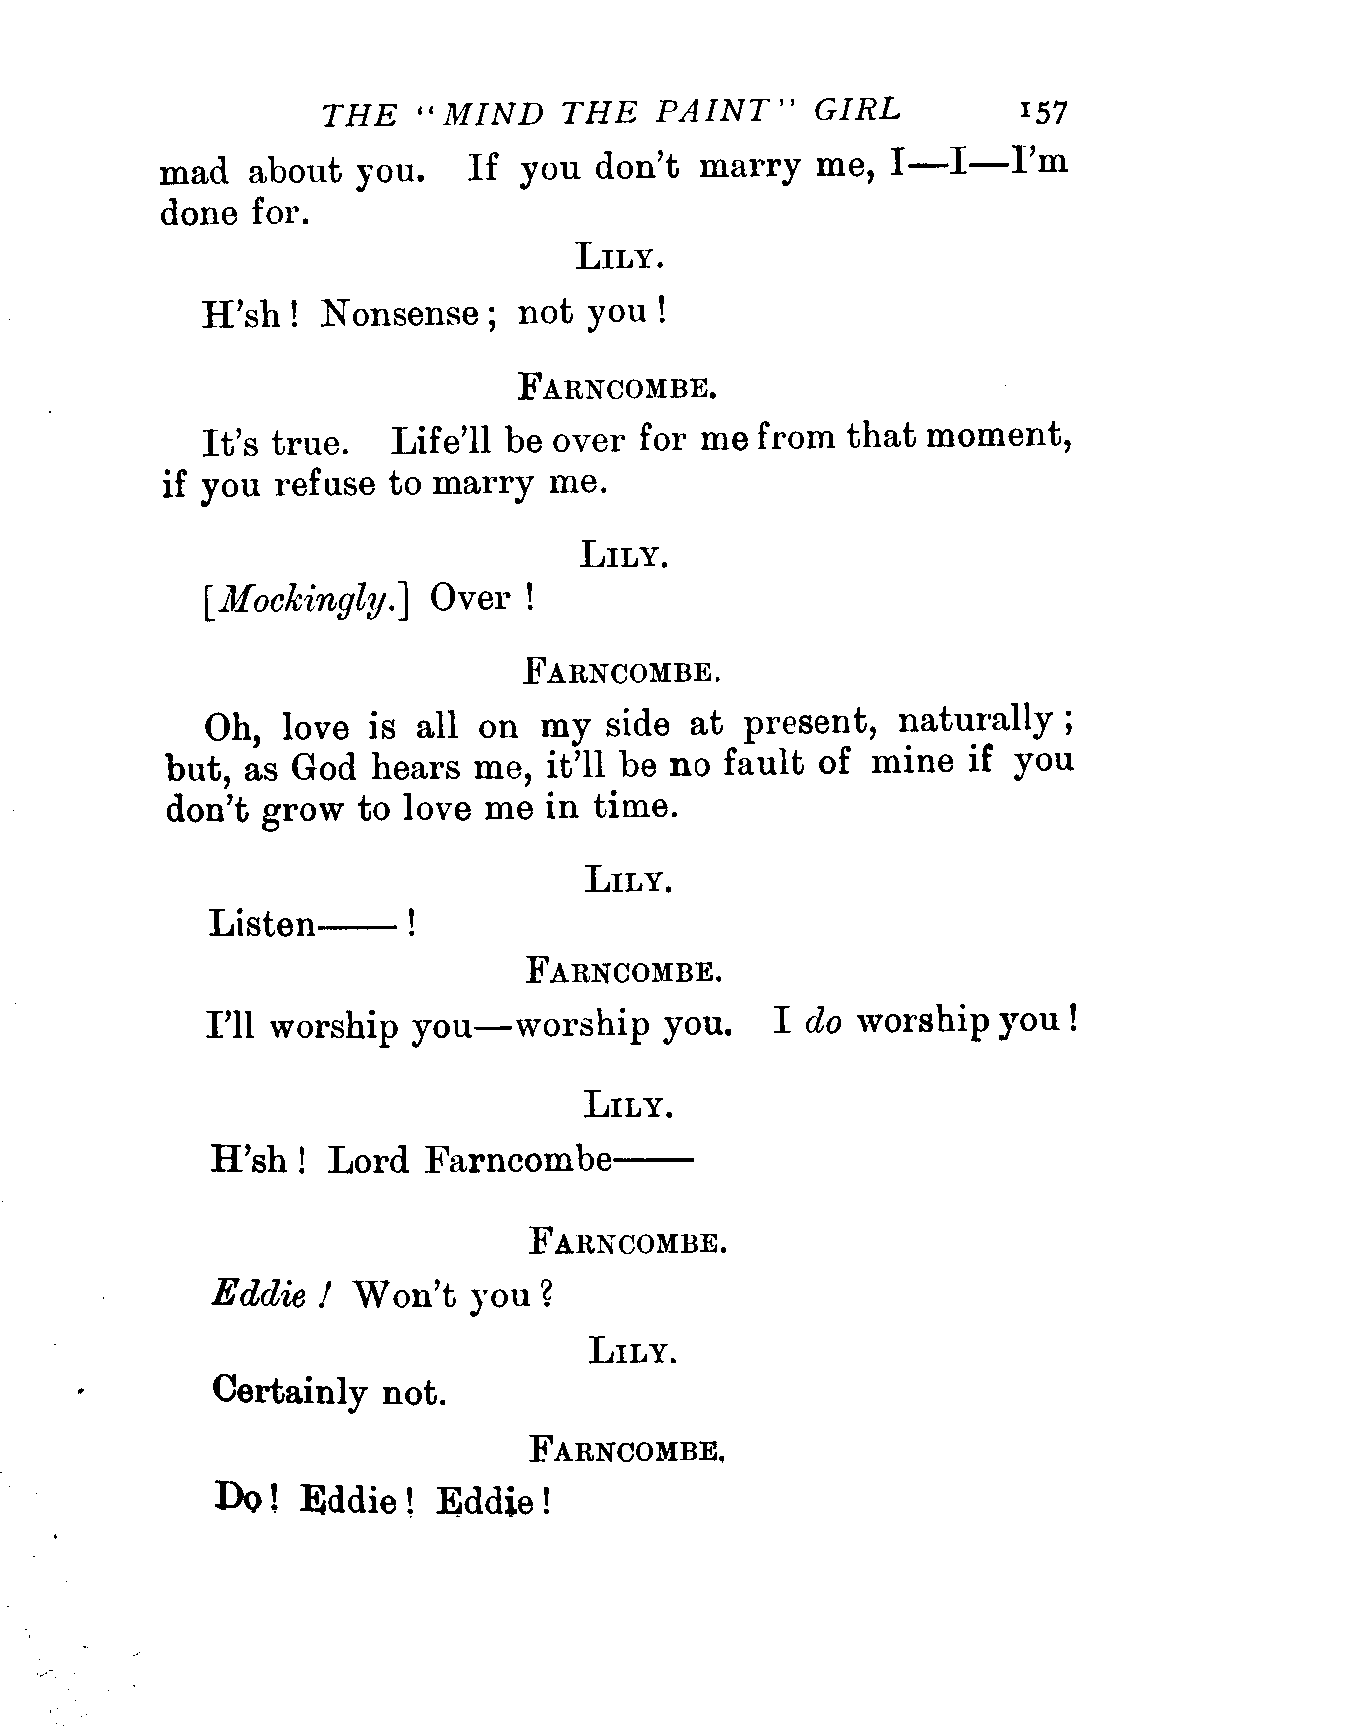 THE "MIND THE PAINT" GIRL 157
mad about you. If you don't marry me, I—I—I'm
done for.
LILY.
H'sh! Nonsense; not you!
FARNCOMBE.
It's true. Life'll be over for me from that moment,
if you refuse to marry me.
LILY.
[Mockingly.] Over!
FARNCOMBE.
Oh, love is all on my side at present, naturally;
but, as God hears me, it'll be no fault of mine if you
don't grow to love me in time.
LILY.
Listen——!
FARNCOMBE.
I'll worship you—worship you. I do worship you!
LILY.
H'sh! Lord Farncombe——
FARNCOMBE.
Eddie! Won't you?
LILY.
Certainly not.
FARNCOMBE.
Do! Eddie! Eddie!